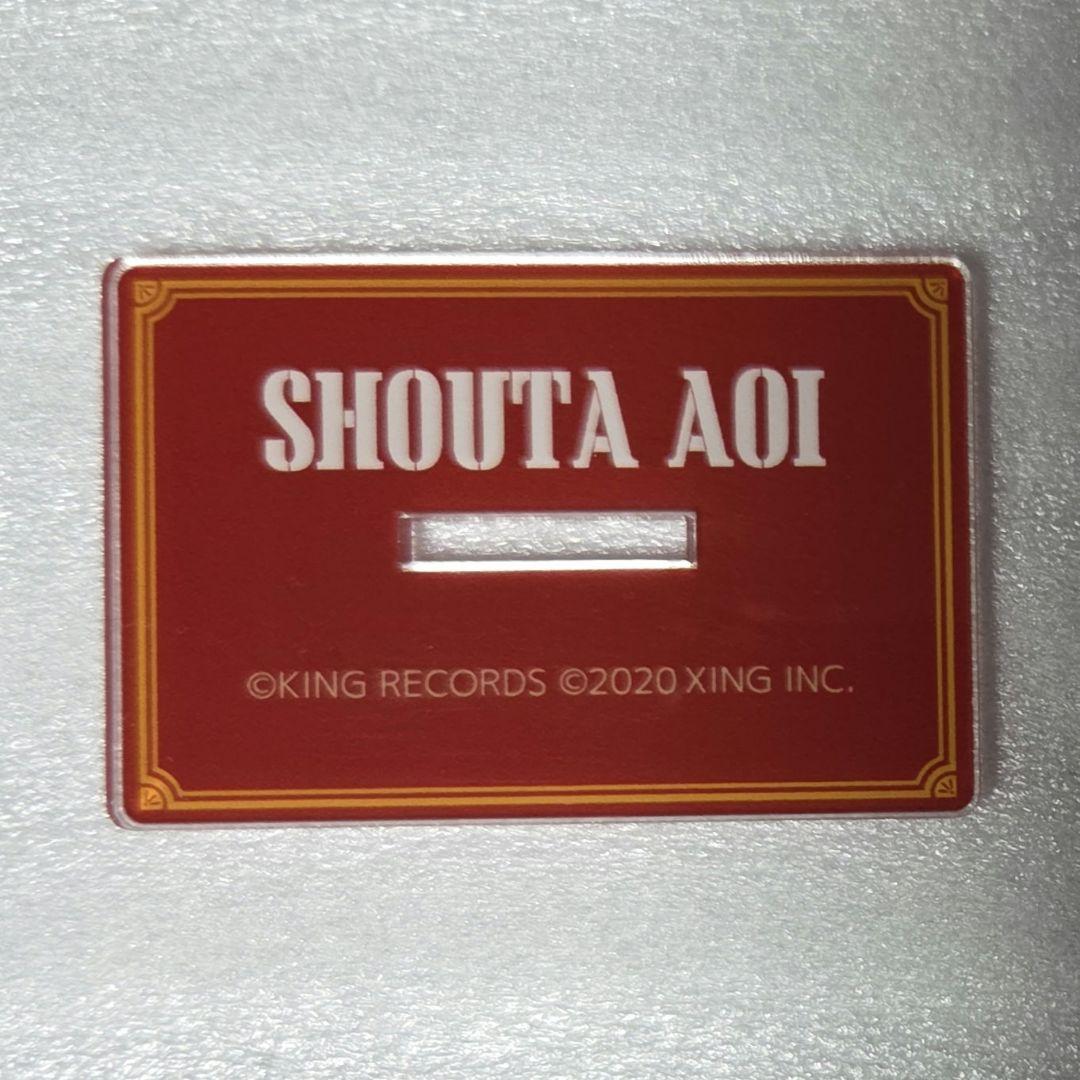 SHOUTA AOI
©KING RECORDS ©2020 XING INC.